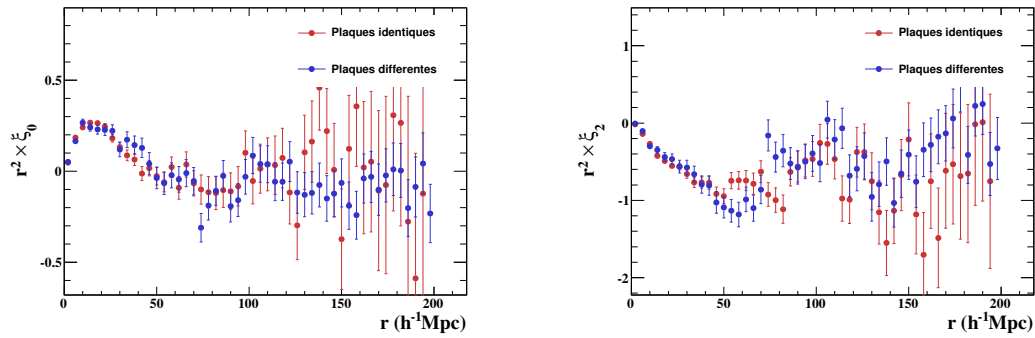 r² × ξ₀
0.5
0
-0.5
0 50 100 150 200
r (h⁻¹Mpc)
Plaques identiques
Plaques differentes
r² × ξ₂
1
0
-1
-2
0 50 100 150 200
r (h⁻¹Mpc)
Plaques identiques
Plaques differentes